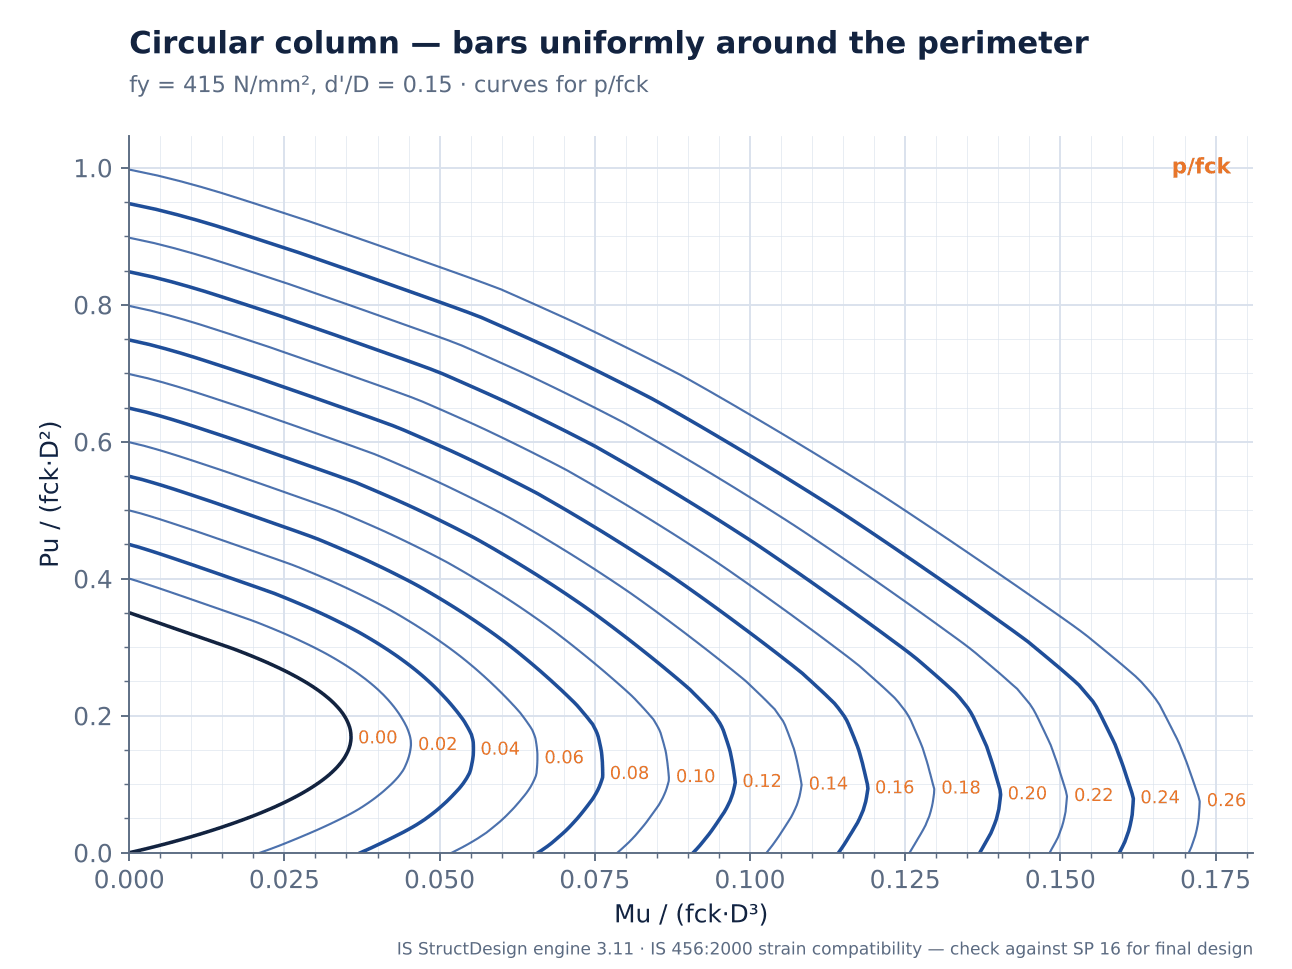 Circular column — bars uniformly around the perimeter
fy = 415 N/mm², d'/D = 0.15 · curves for p/fck
p/fck
1.0
0.8
0.6
0.4
0.2
0.0
Pu / (fck·D²)
0.00
0.02
0.04
0.06
0.08
0.10
0.12
0.14
0.16
0.18
0.20
0.22
0.24
0.26
0.000 0.025 0.050 0.075 0.100 0.125 0.150 0.175
Mu / (fck·D³)
IS StructDesign engine 3.11 · IS 456:2000 strain compatibility — check against SP 16 for final design